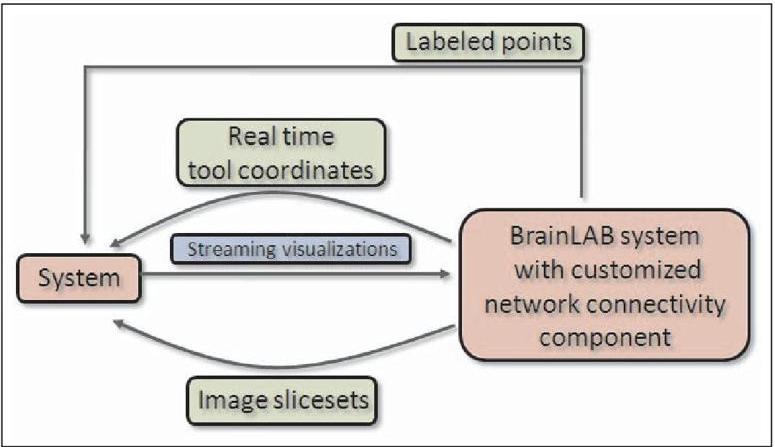 Labeled points
Real time
tool coordinates
Streaming visualizations
System
BrainLAB system
with customized
network connectivity
component
Image slicesets